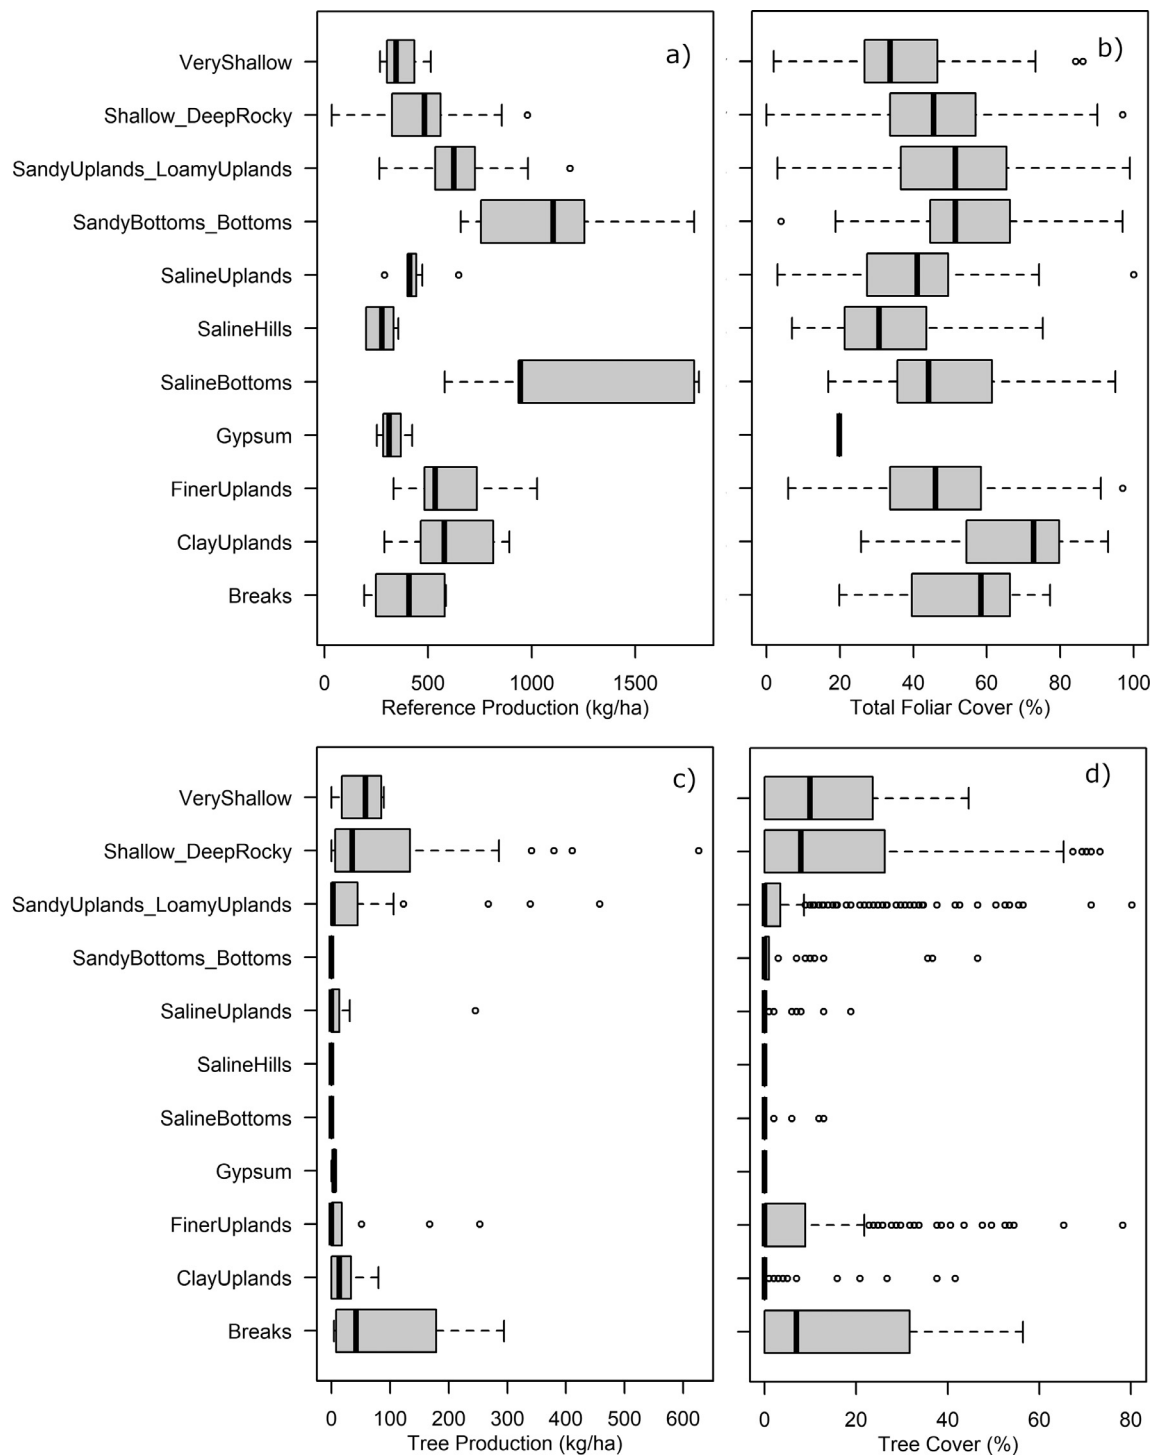 a)
b)
VeryShallow
Shallow_DeepRocky
SandyUplands_LoamyUplands
SandyBottoms_Bottoms
SalineUplands
SalineHills
SalineBottoms
Gypsum
FinerUplands
ClayUplands
Breaks
0 500 1000 1500
Reference Production (kg/ha)
0 20 40 60 80 100
Total Foliar Cover (%)
c)
d)
VeryShallow
Shallow_DeepRocky
SandyUplands_LoamyUplands
SandyBottoms_Bottoms
SalineUplands
SalineHills
SalineBottoms
Gypsum
FinerUplands
ClayUplands
Breaks
0 100 200 300 400 500 600
Tree Production (kg/ha)
0 20 40 60 80
Tree Cover (%)